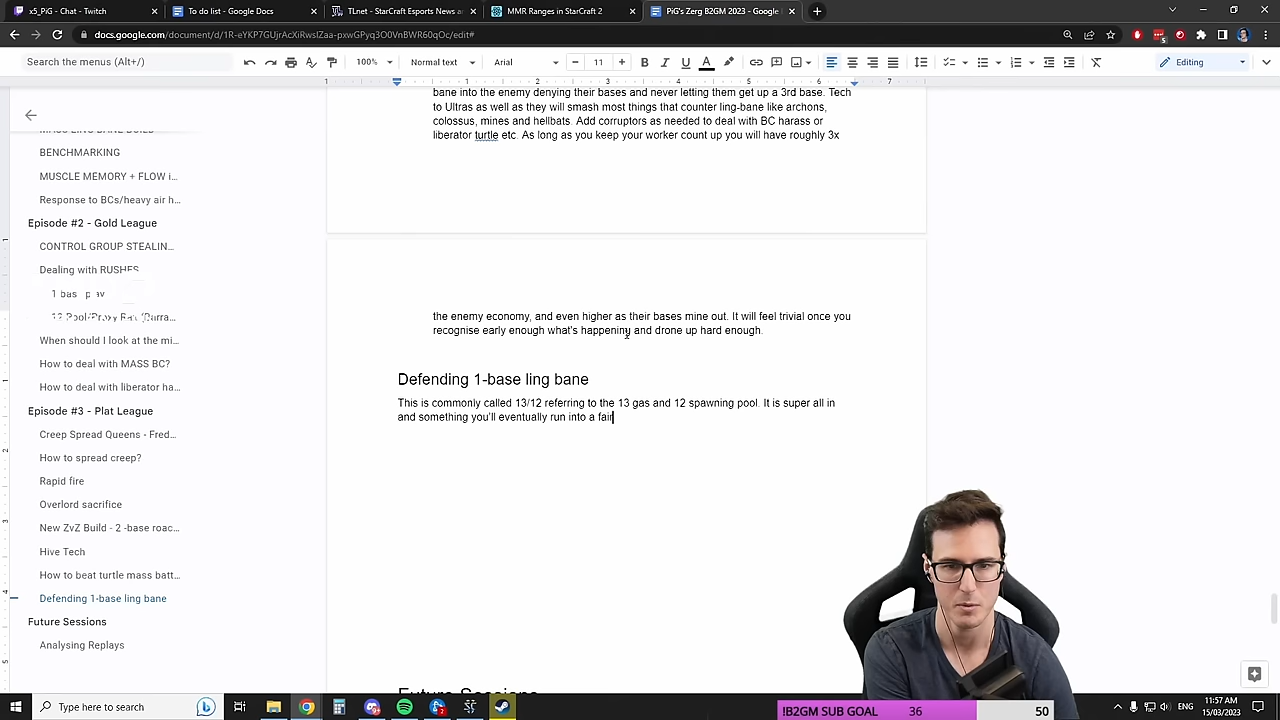 x5_PiG - Chat - Twitch
To do list - Google Docs
TLnet - StarCraft Esports News a
MMR Ranges in StarCraft 2
PiG's Zerg B2GM 2023 - Google
docs.google.com/document/d/1R-eYKP7GUjrAcXiRwsIZaa-pxwGPyq3O0VnBWR60qOc/edit#
Search the menus (Alt+/)
100%
Normal text
Arial
11
Editing
1
1
2
3
4
5
6
7
bane into the enemy denying their bases and never letting them get up a 3rd base. Tech
to Ultras as well as they will smash most things that counter ling-bane like archons,
colossus, mines and hellbats. Add corruptors as needed to deal with BC harass or
liberator turtle etc. As long as you keep your worker count up you will have roughly 3x
BENCHMARKING
MUSCLE MEMORY + FLOW i...
Response to BCs/heavy air h...
Episode #2 - Gold League
CONTROL GROUP STEALIN...
Dealing with RUSHES
When should I look at the mi...
How to deal with MASS BC?
How to deal with liberator ha...
Episode #3 - Plat League
Creep Spread Queens - Fred...
How to spread creep?
Rapid fire
Overlord sacrifice
New ZvZ Build - 2 -base roac...
Hive Tech
How to beat turtle mass batt...
Defending 1-base ling bane
Future Sessions
Analysing Replays
the enemy economy, and even higher as their bases mine out. It will feel trivial once you
recognise early enough what's happening and drone up hard enough.
Defending 1-base ling bane
This is commonly called 13/12 referring to the 13 gas and 12 spawning pool. It is super all in
and something you'll eventually run into a fair
Future Sessions
Type here to search
ENG
11:57 AM
15/03/2023
!B2GM SUB GOAL 36 50